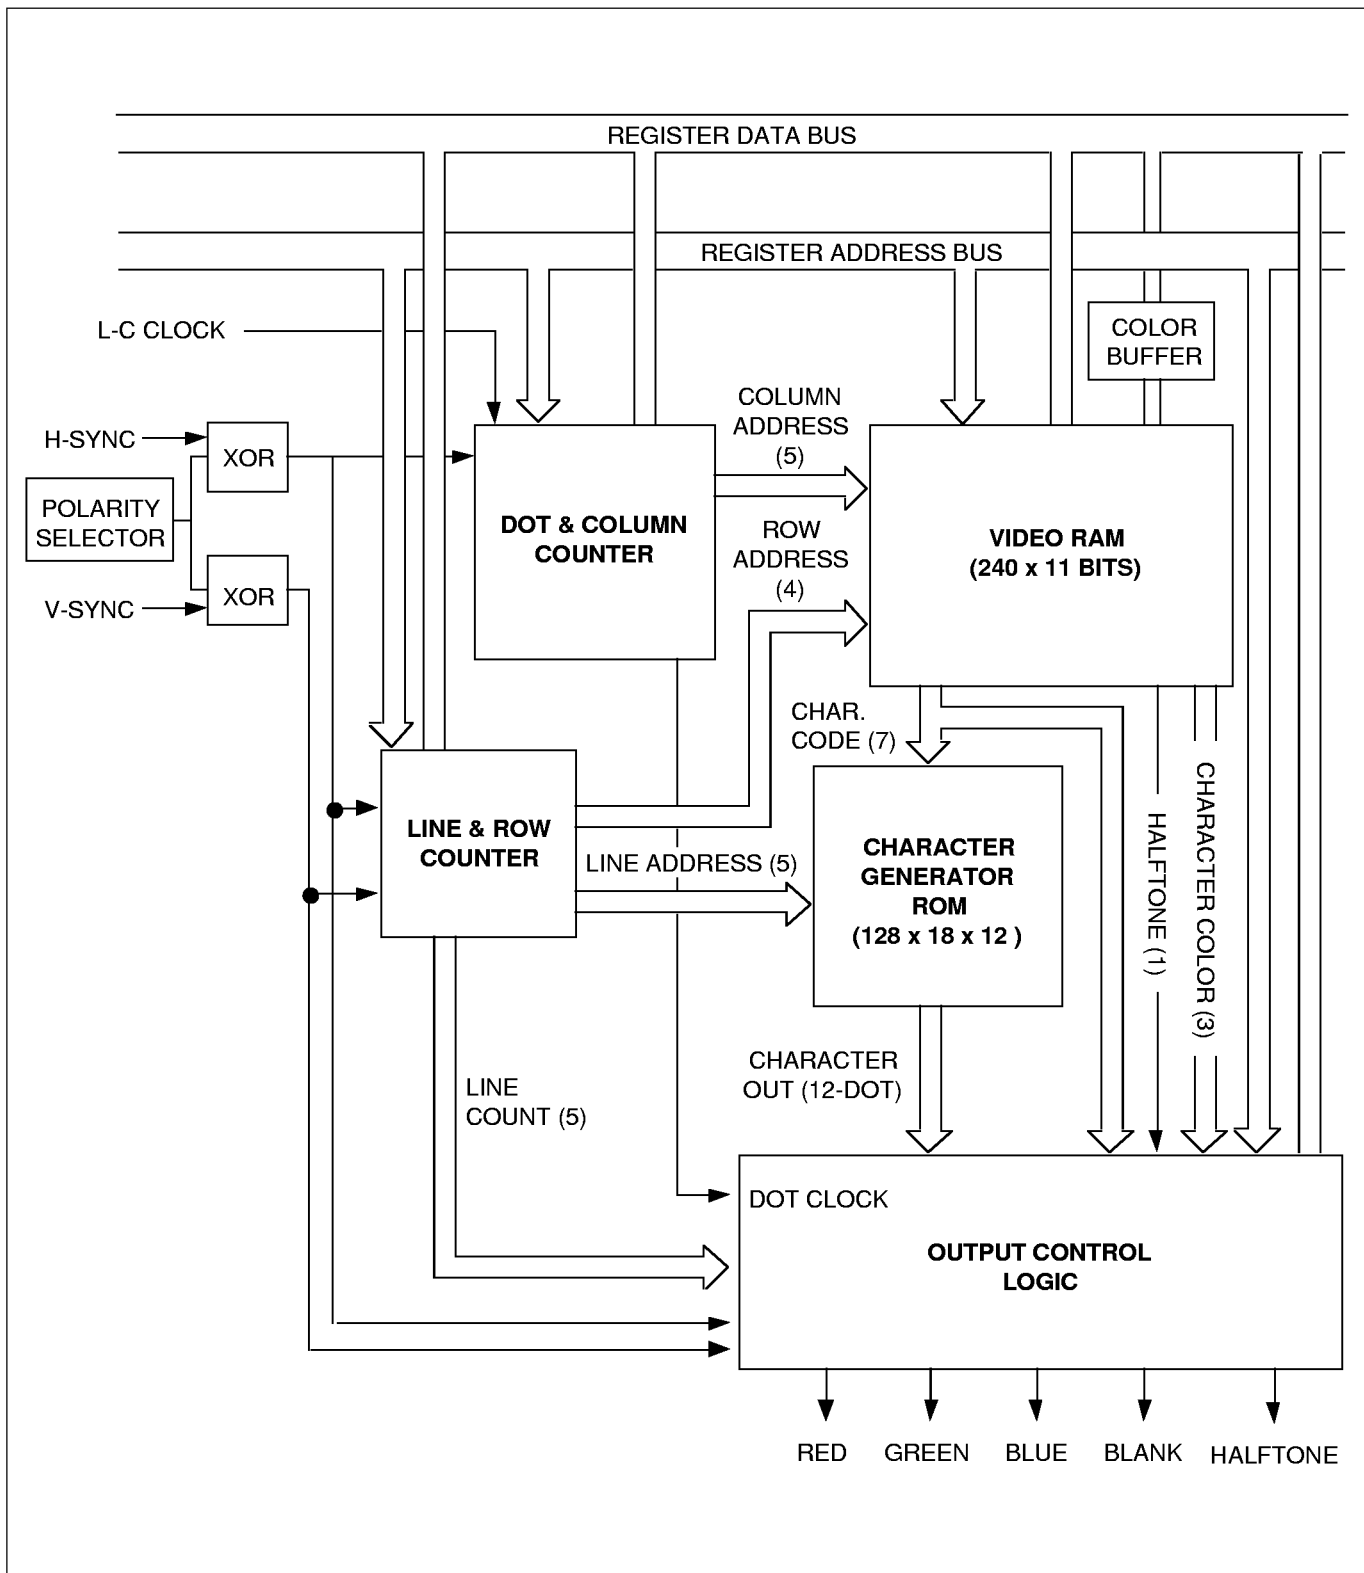 REGISTER DATA BUS
REGISTER ADDRESS BUS
L-C CLOCK
COLOR
BUFFER
H-SYNC
XOR
POLARITY
SELECTOR
XOR
V-SYNC
DOT & COLUMN
COUNTER
COLUMN
ADDRESS
(5)
ROW
ADDRESS
(4)
VIDEO RAM
(240 x 11 BITS)
CHAR.
CODE (7)
LINE & ROW
COUNTER
LINE ADDRESS (5)
CHARACTER
GENERATOR
ROM
(128 x 18 x 12 )
HALFTONE (1)
CHARACTER COLOR (3)
LINE
COUNT (5)
CHARACTER
OUT (12-DOT)
DOT CLOCK
OUTPUT CONTROL
LOGIC
RED
GREEN
BLUE
BLANK
HALFTONE